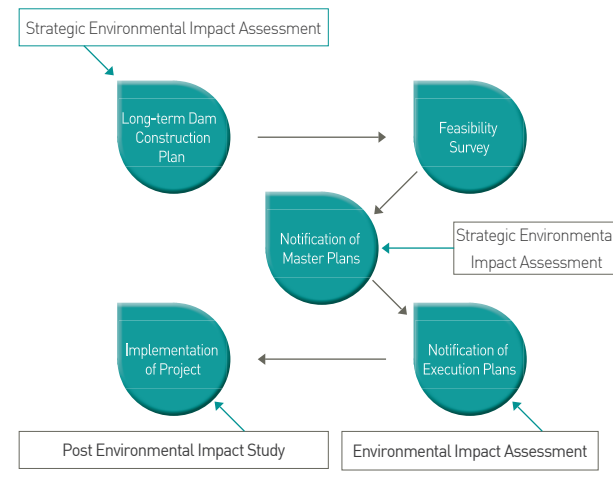 Strategic Environmental Impact Assessment
Long-term Dam
Construction
Plan
Feasibility
Survey
Notification of
Master Plans
Strategic Environmenta
Impact Assessment
Implementation
of Project
Notification of
Execution Plans
Post Environmental Impact Study
Environmental Impact Assessment